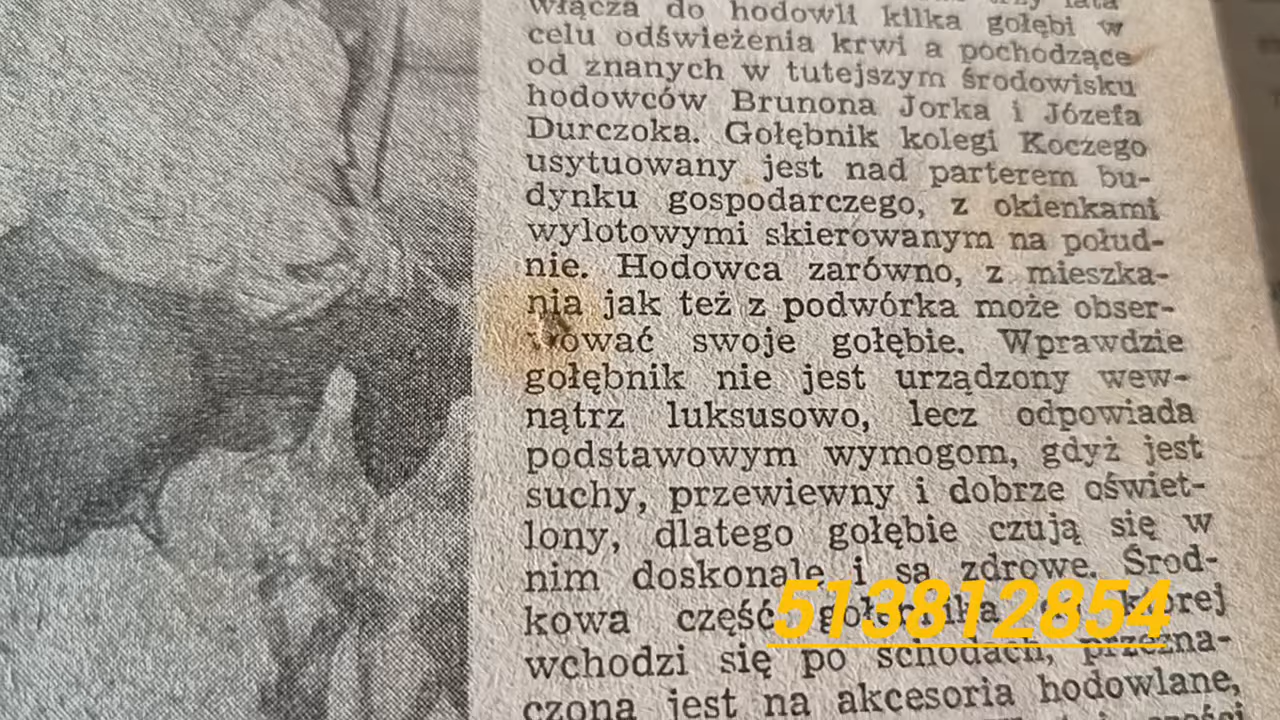 włącza do hodowli kilka gołębi w
celu odświeżenia krwi a pochodzące
od znanych w tutejszym środowisku
hodowców Brunona Jorka i Józefa
Durczoka. Gołębnik kolegi Koczego
usytuowany jest nad parterem bu-
dynku gospodarczego, z okienkami
wylotowymi skierowanym na połud-
nie. Hodowca zarówno, z mieszka-
nia jak też z podwórka może obser-
wować swoje gołębie. Wprawdzie
gołębnik nie jest urządzony wew-
nątrz luksusowo, lecz odpowiada
podstawowym wymogom, gdyż jest
suchy, przewiewny i dobrze oświet-
lony, dlatego gołębie czują się w
nim doskonale i są zdrowe. Środ-
kowa część gołębnika do której
513812854
wchodzi się po schodach, przezna-
czona jest na akcesoria hodowlane,